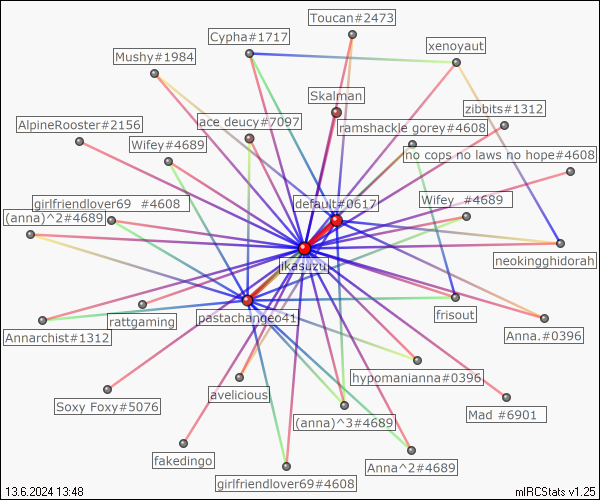 Toucan#2473
Cypha#1717
xenoyaut
Mushy#1984
Skalman
zibbits#1312
AlpineRooster#2156
ace deucy#7097
ramshackle gorey#4608
Wifey#4689
no cops no laws no hope#4608
girlfriendlover69 #4608
default#0617
Wifey #4689
(anna)^2#4689
neokingghidorah
ikasuzu
rattgaming
pastachangeo41
frisout
Annarchist#1312
Anna.#0396
hypomanianna#0396
Soxy Foxy#5076
avelicious
Mad #6901
(anna)^3#4689
fakedingo
Anna^2#4689
girlfriendlover69#4608
13.6.2024 13:48
mIRCStats v1.25